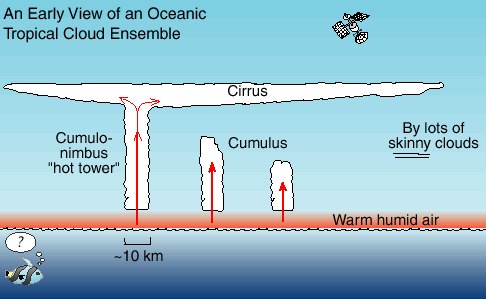 An Early View of an Oceanic
Tropical Cloud Ensemble
Cirrus
Cumulo-
nimbus
"hot tower"
Cumulus
By lots of
skinny clouds
Warm humid air
?
~10 km